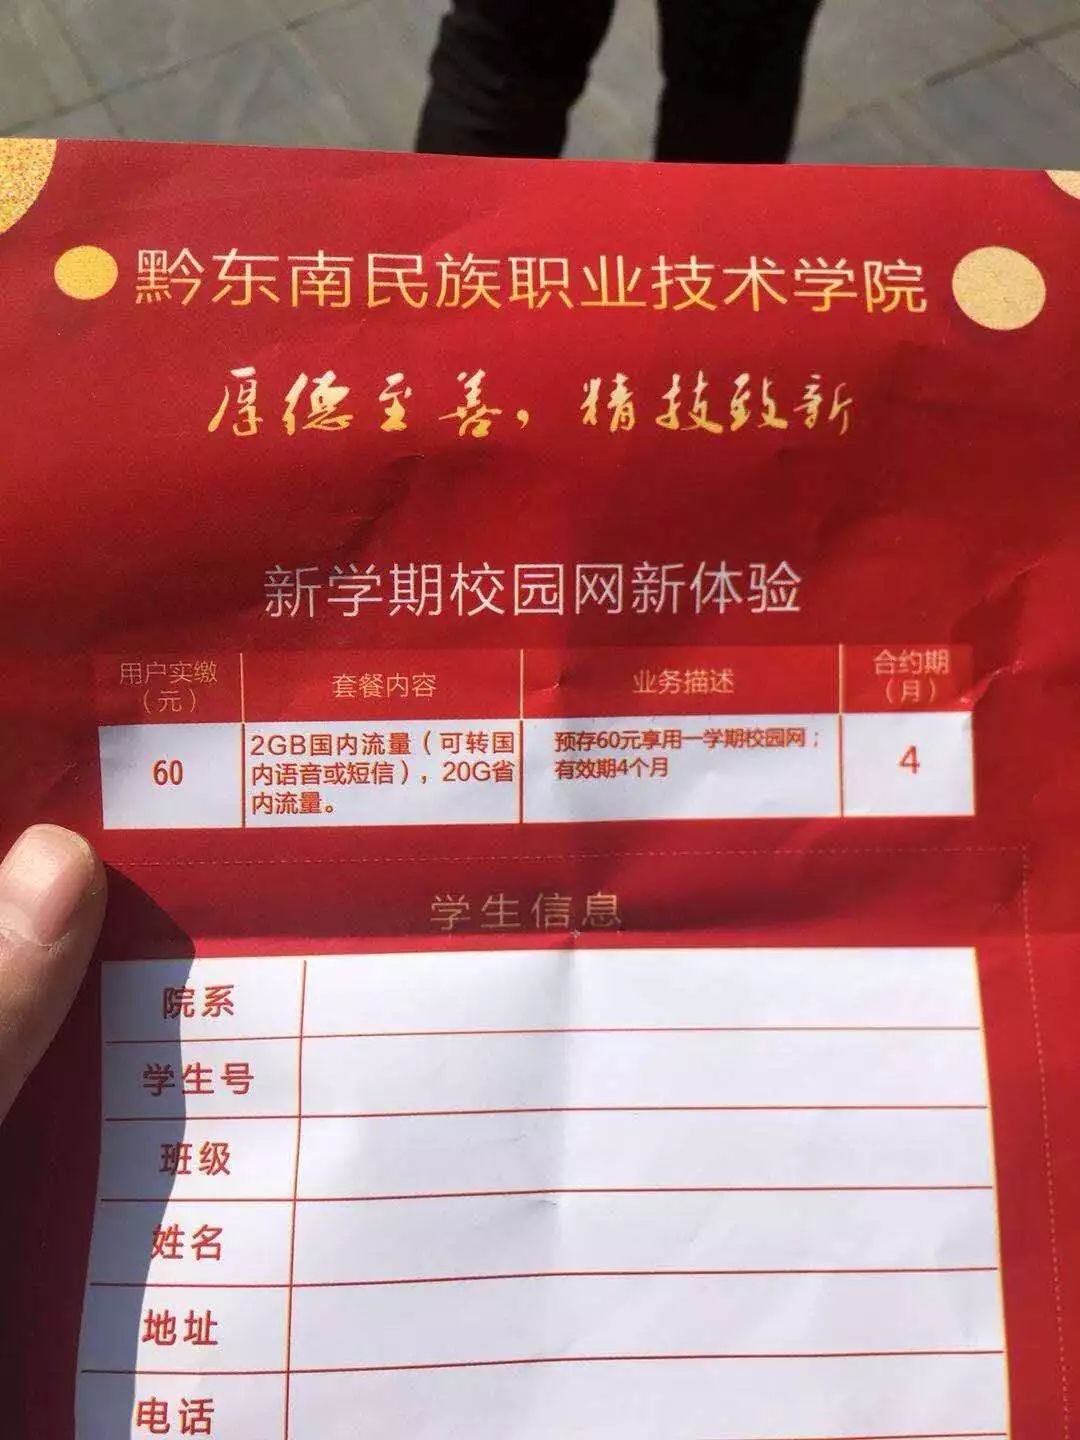 黔东南民族职业技术学院
厚德至善，精技致新
新学期校园网新体验
用户实缴
（元）
套餐内容
业务描述
合约期
（月）
60
2GB国内流量（可转国
内语音或短信），20G省
内流量。
预存60元享用一学期校园网；
有效期4个月
4
学生信息
院系
学生号
班级
姓名
地址
电话